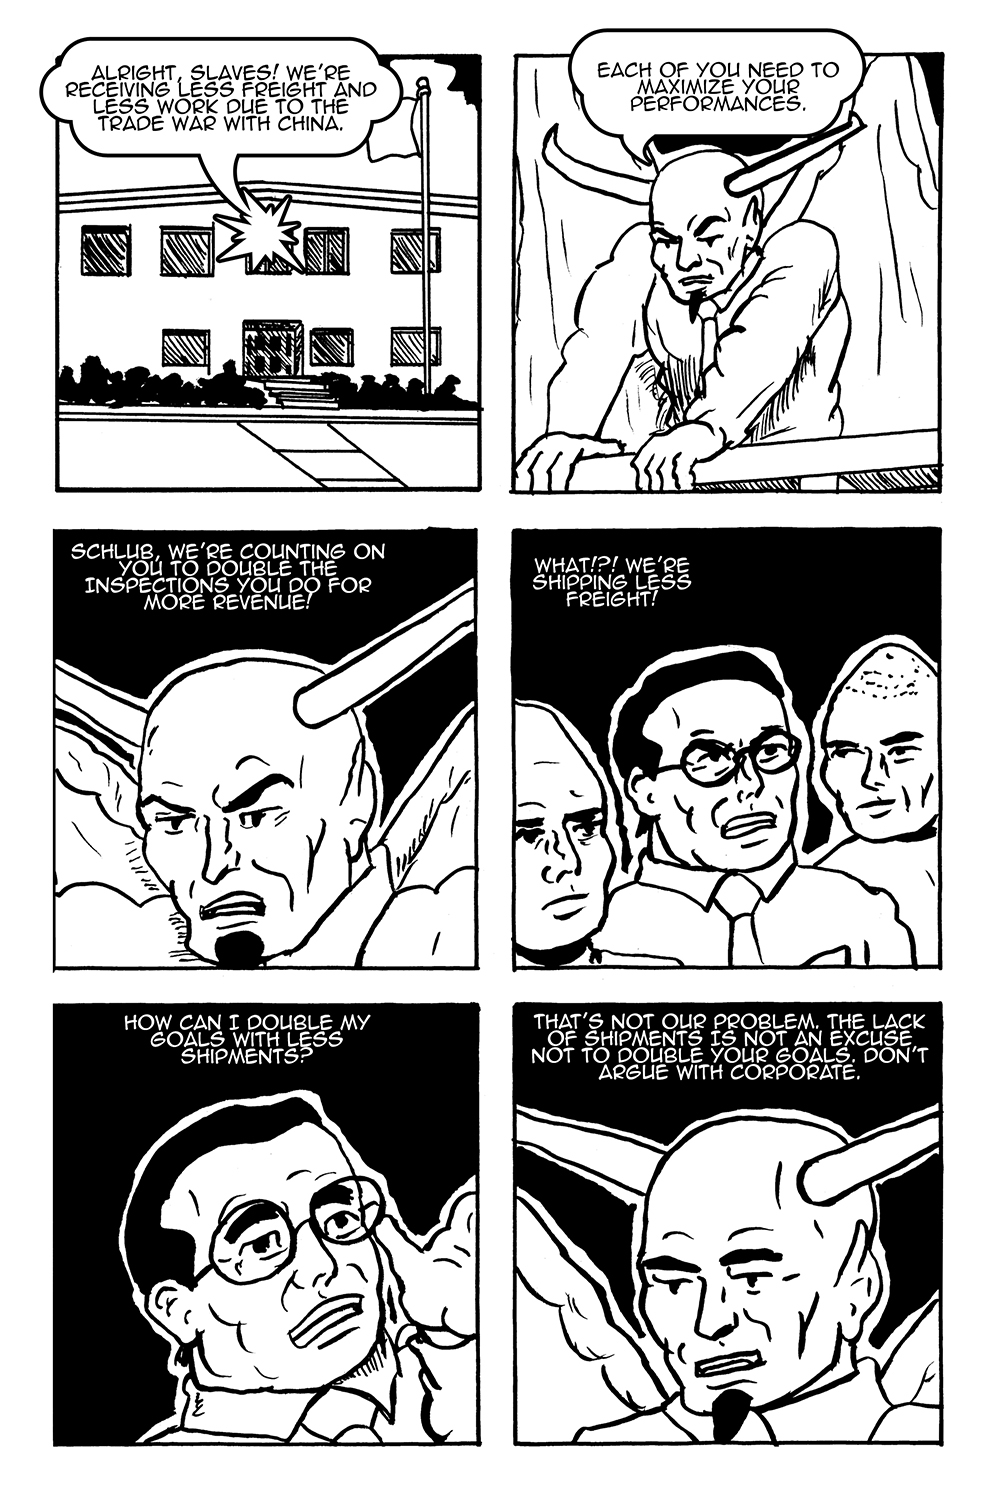 ALRIGHT, SLAVES! WE'RE
RECEIVING LESS FREIGHT AND
LESS WORK DUE TO THE
TRADE WAR WITH CHINA.
EACH OF YOU NEED TO
MAXIMIZE YOUR
PERFORMANCES.
SCHLUB, WE'RE COUNTING ON
YOU TO DOUBLE THE
INSPECTIONS YOU DO FOR
MORE REVENUE!
WHAT!?! WE'RE
SHIPPING LESS
FREIGHT!
HOW CAN I DOUBLE MY
GOALS WITH LESS
SHIPMENTS?
THAT'S NOT OUR PROBLEM. THE LACK
OF SHIPMENTS IS NOT AN EXCUSE
NOT TO DOUBLE YOUR GOALS. DON'T
ARGUE WITH CORPORATE.